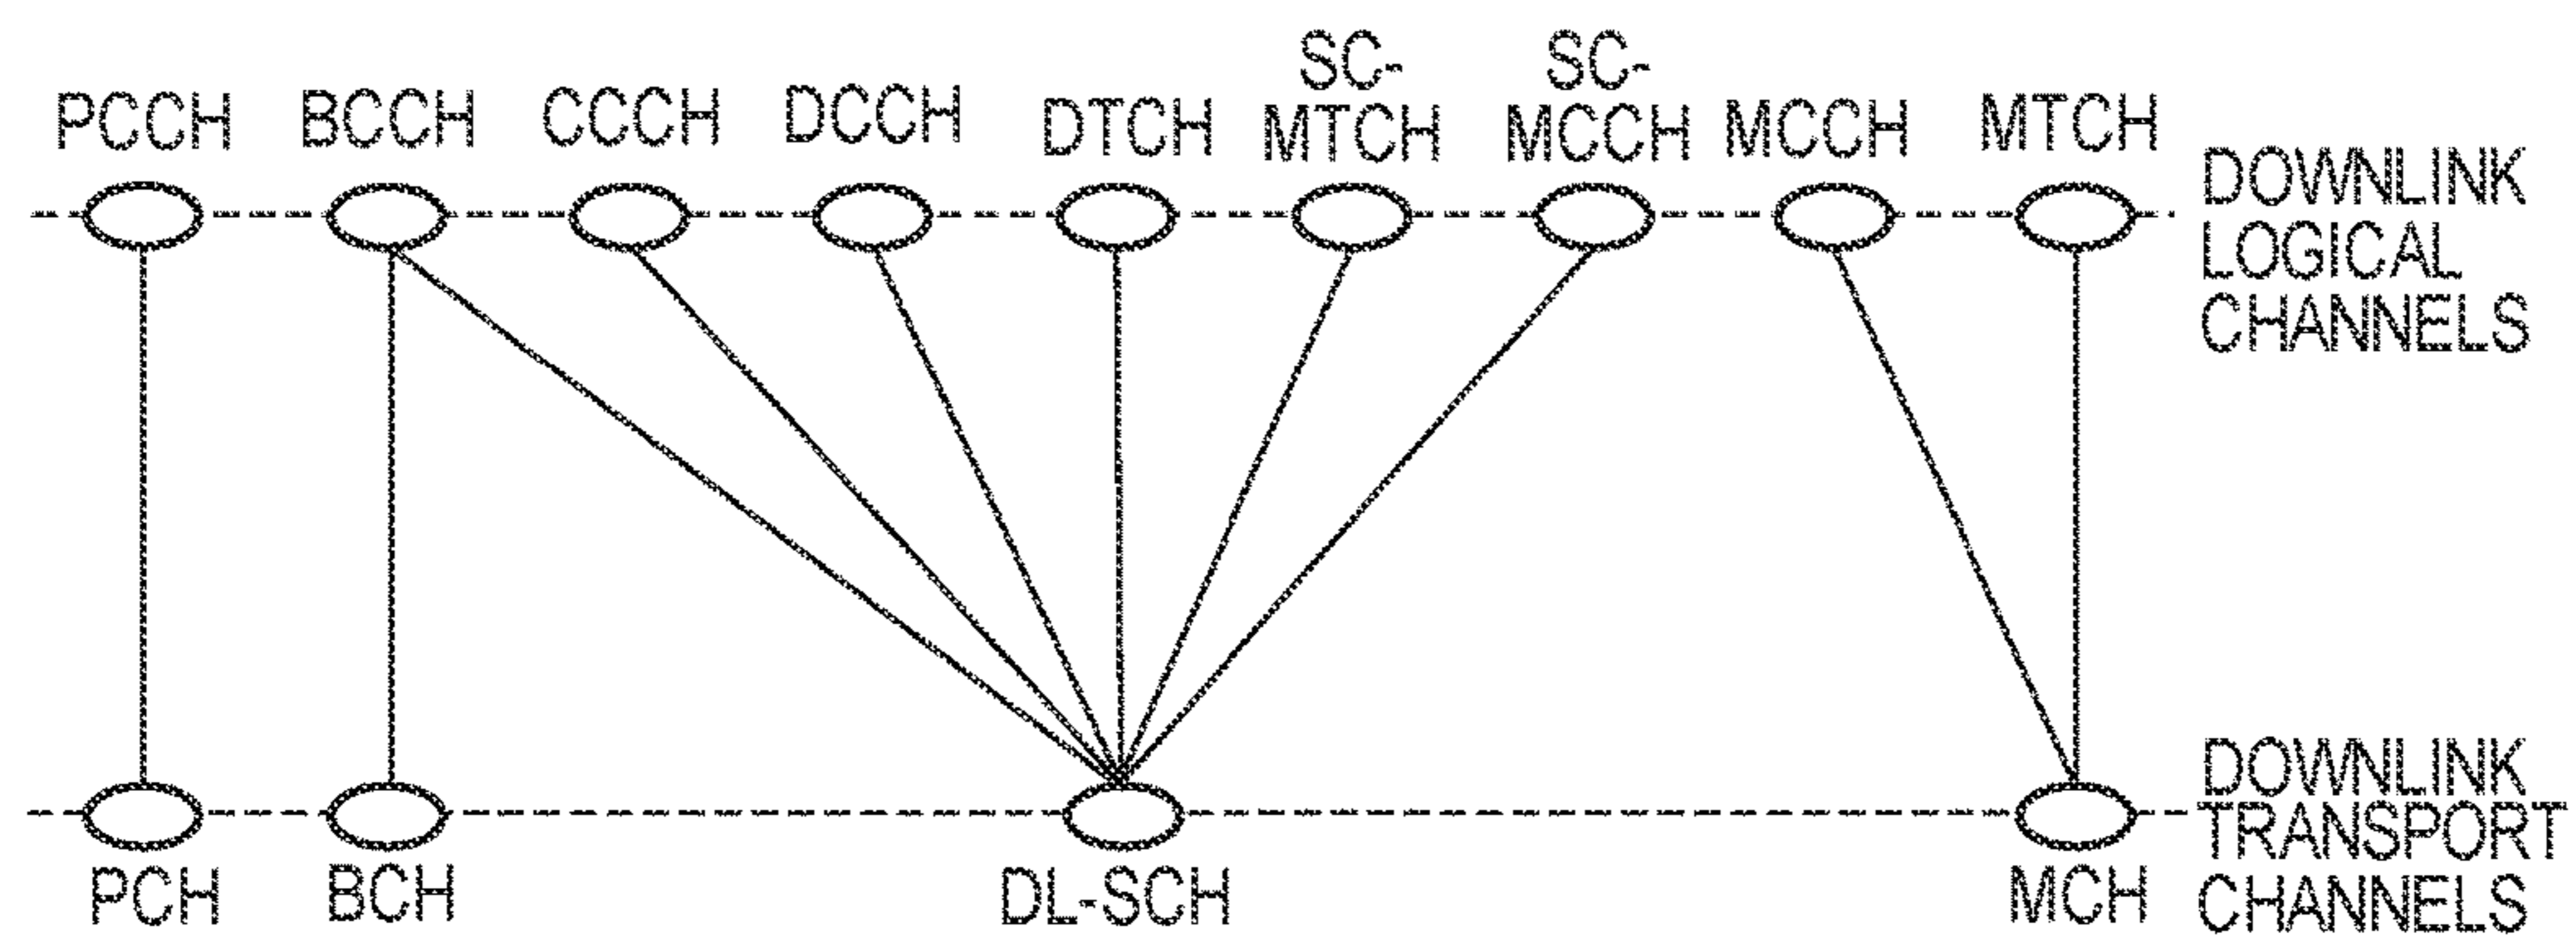 PCCH
BCCH
CCCH
DCCH
DTCH
SC-
MTCH
SC-
MCCH
MCCH
MTCH
DOWNLINK
LOGICAL
CHANNELS
PCH
BCH
DL-SCH
MCH
DOWNLINK
TRANSPORT
CHANNELS